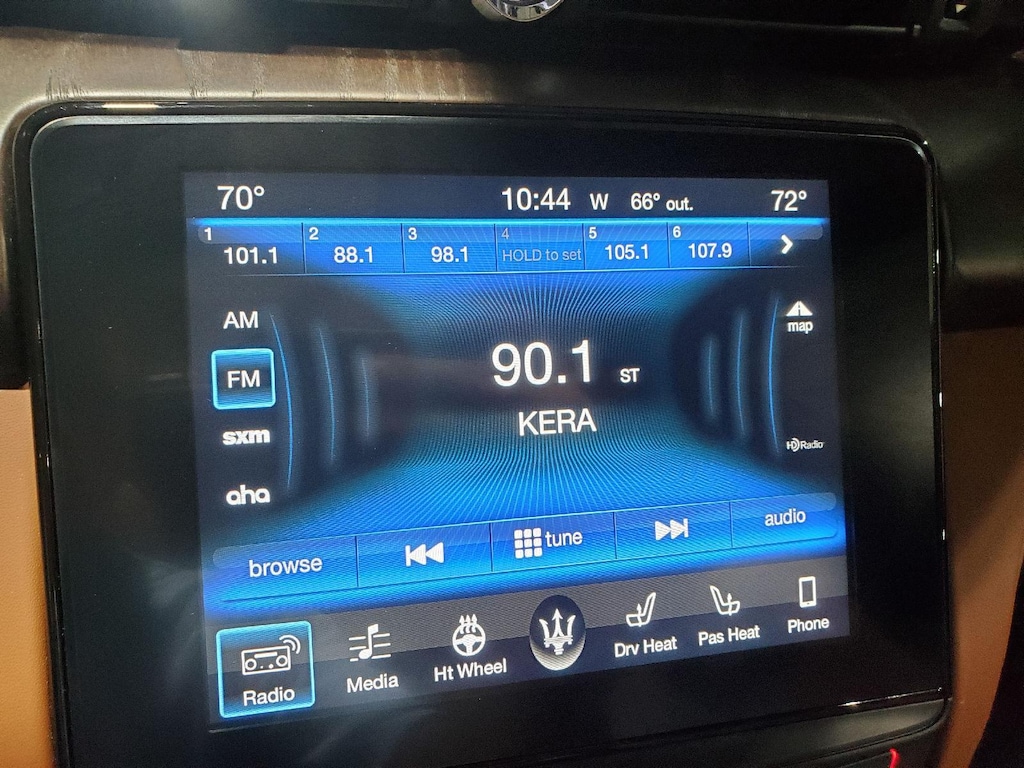 70° 10:44 W 66° out. 72°
1 2 3 4 5 6
101.1 88.1 98.1 HOLD to set 105.1 107.9
AM
map
FM
90.1 ST
sxm
KERA
HD Radio
aha
browse tune audio
Radio Media Ht Wheel Drv Heat Pas Heat Phone